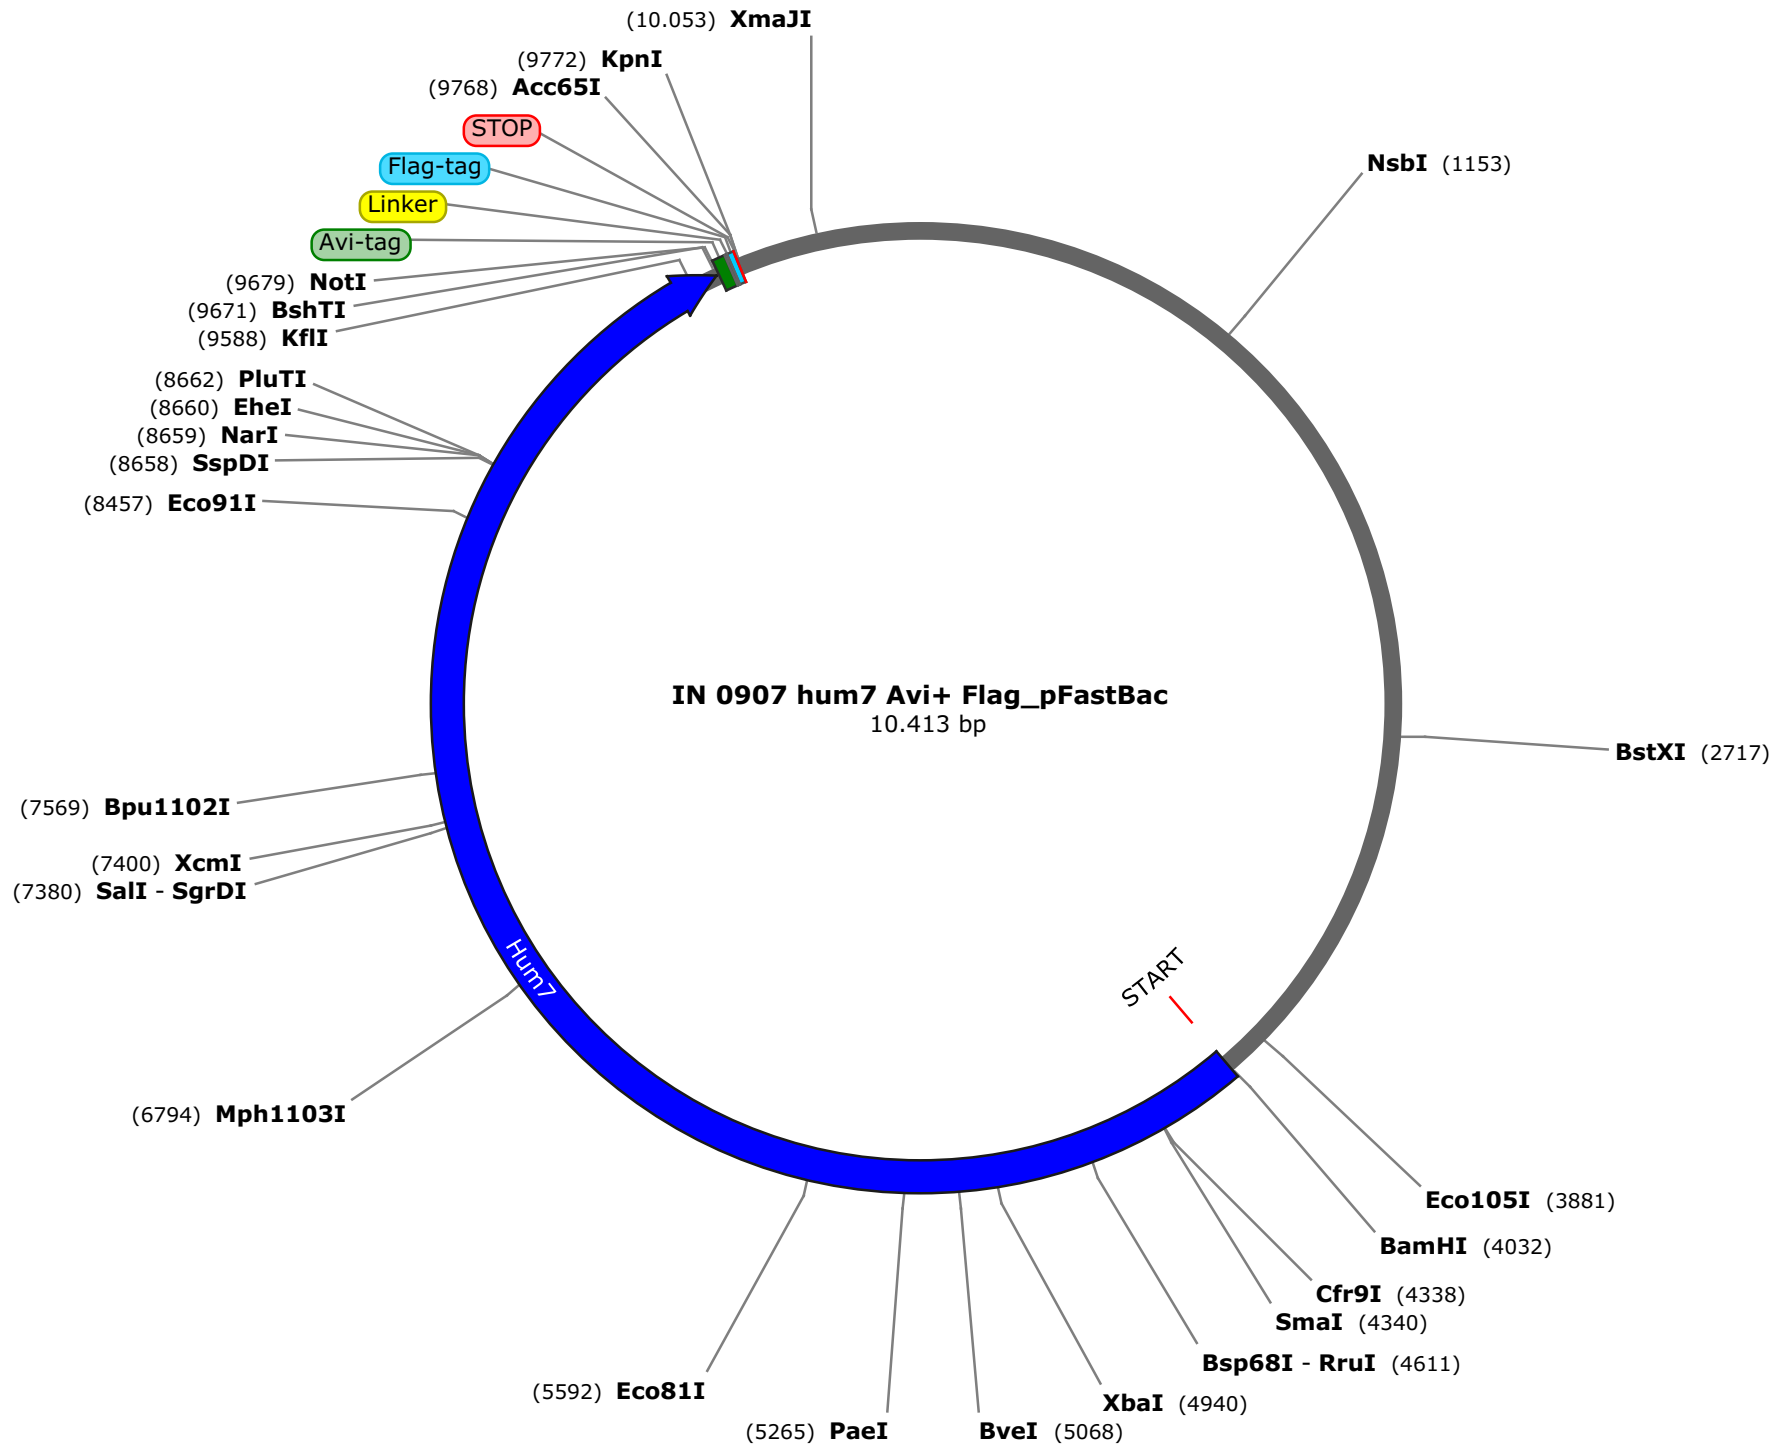 (10.053) XmaJI
(9772) KpnI
(9768) Acc65I
STOP
Flag-tag
Linker
Avi-tag
(9679) NotI
(9671) BshTI
(9588) KflI
(8662) PluTI
(8660) EheI
(8659) NarI
(8658) SspDI
(8457) Eco91I
(7569) Bpu1102I
(7400) XcmI
(7380) SalI - SgrDI
(6794) Mph1103I
(5592) Eco81I
(5265) PaeI
NsbI (1153)
BstXI (2717)
Eco105I (3881)
BamHI (4032)
Cfr9I (4338)
SmaI (4340)
Bsp68I - RruI (4611)
XbaI (4940)
BveI (5068)
START
Hum7
IN 0907 hum7 Avi+ Flag_pFastBac
10.413 bp